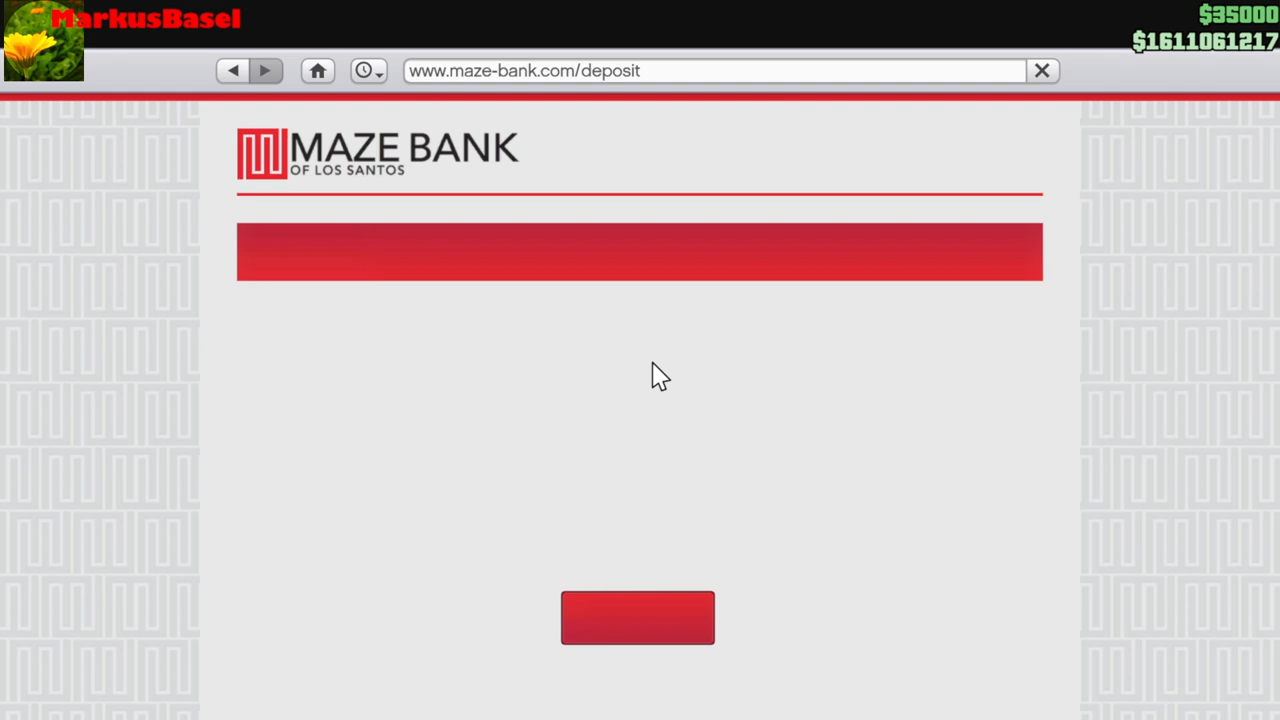 MarkusBasel
$35000
$1611061217
www.maze-bank.com/deposit
MAZE BANK
OF LOS SANTOS